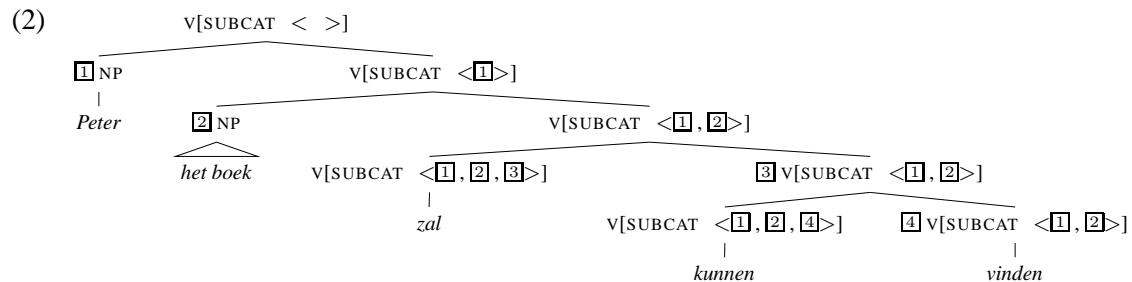 (2) V[SUBCAT < >]
[1] NP V[SUBCAT <[1]>]
Peter [2] NP V[SUBCAT <[1], [2]>]
het boek V[SUBCAT <[1], [2], [3]>] [3] V[SUBCAT <[1], [2]>]
zal V[SUBCAT <[1], [2], [4]>] [4] V[SUBCAT <[1], [2]>]
kunnen vinden